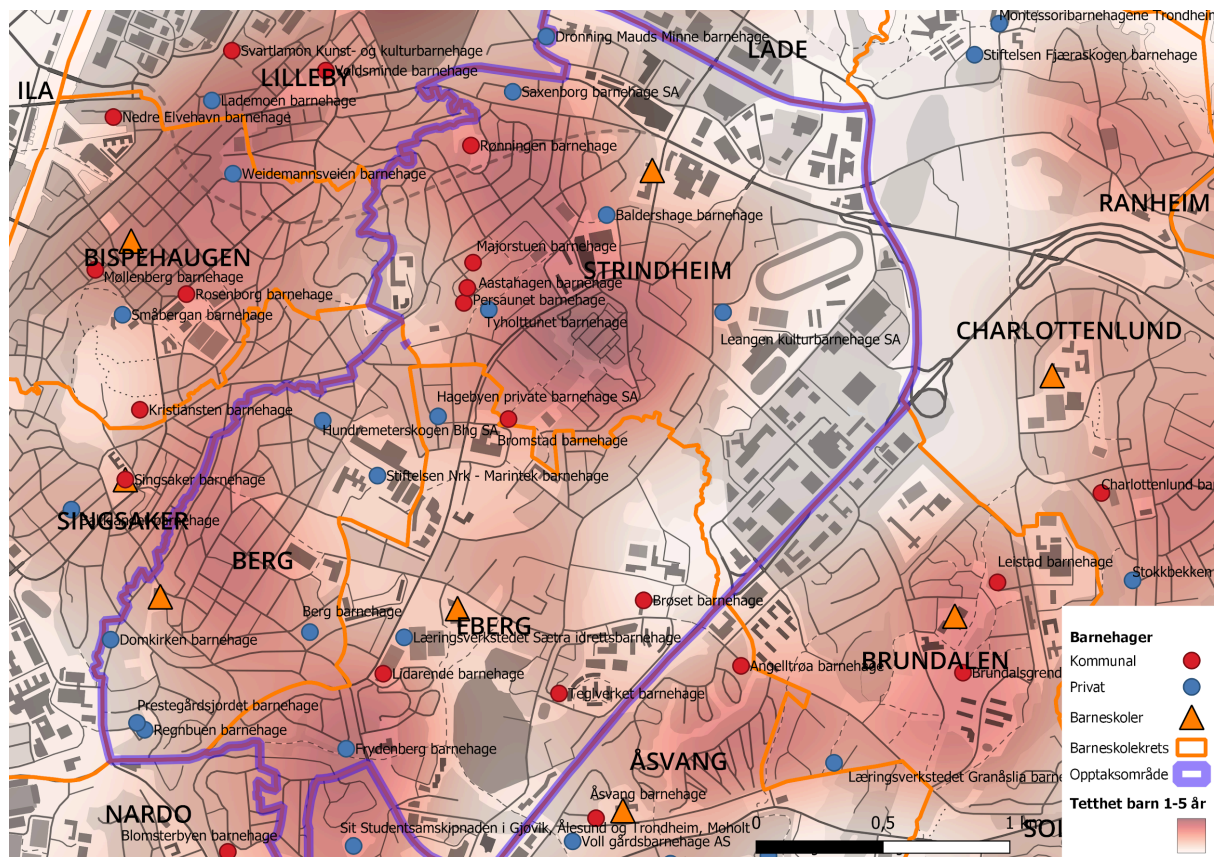 Montessoribarnehagene Trondheim
Dronning Mauds Minne barnehage
LADE
Svartlamon Kunst- og kulturbarnehage
Stiftelsen Fjæraskogen barnehage
Voldsminde barnehage
LILLEBY
ILA
Saxenborg barnehage SA
Lademoen barnehage
Nedre Elvehavn barnehage
Rønningen barnehage
Weidemannsveien barnehage
RANHEIM
Baldershage barnehage
Majorstuen barnehage
BISPEHAUGEN
STRINDHEIM
Møllenberg barnehage
Aastahagen barnehage
Rosenborg barnehage
Persaunet barnehage
Småbergan barnehage
Tyholttunet barnehage
CHARLOTTENLUND
Leangen kulturbarnehage SA
Hagebyen private barnehage SA
Kristiansten barnehage
Hundremeterskogen Bhg SA
Bromstad barnehage
Stiftelsen Nrk - Marintek barnehage
Singsaker barnehage
Charlottenlund ba
SINGSAKER
barnehage
BERG
Leistad barnehage
Stokkbekken
Brøset barnehage
Berg barnehage
EBERG
Domkirken barnehage
Læringsverkstedet Sætra idrettsbarnehage
Barnehager
BRUNDALEN
Kommunal
Angelltrøa barnehage
Lidarende barnehage
Brundalsgrend
Privat
Teglverket barnehage
Prestegårdsjordet barnehage
Barneskoler
Regnbuen barnehage
Frydenberg barnehage
Barneskolekrets
ÅSVANG
Opptaksområde
Læringsverkstedet Granåslia barne
Åsvang barnehage
Tetthet barn 1-5 år
NARDO
0 0,5 1 km
SOL
Sit Studentsamskipnaden i Gjøvik, Ålesund og Trondheim, Moholt
Blomsterbyen barnehage
Voll gårdsbarnehage AS